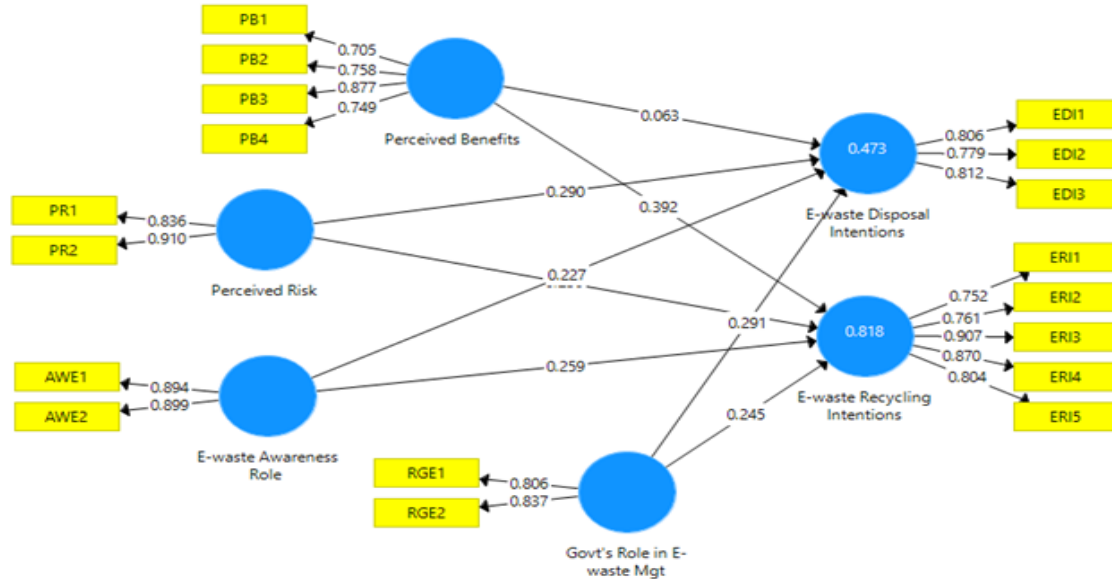 PB1
PB2
PB3
PB4
0.705
0.758
0.877
0.749
Perceived Benefits
0.063
0.806
0.779
0.812
EDI1
EDI2
EDI3
0.473
E-waste Disposal
Intentions
PR1
PR2
0.836
0.910
Perceived Risk
0.290
0.392
0.227
0.291
ERI1
ERI2
ERI3
ERI4
ERI5
0.752
0.761
0.907
0.870
0.804
0.818
E-waste Recycling
Intentions
AWE1
AWE2
0.894
0.899
E-waste Awareness
Role
0.259
0.245
RGE1
RGE2
0.806
0.837
Govt's Role in E-
waste Mgt